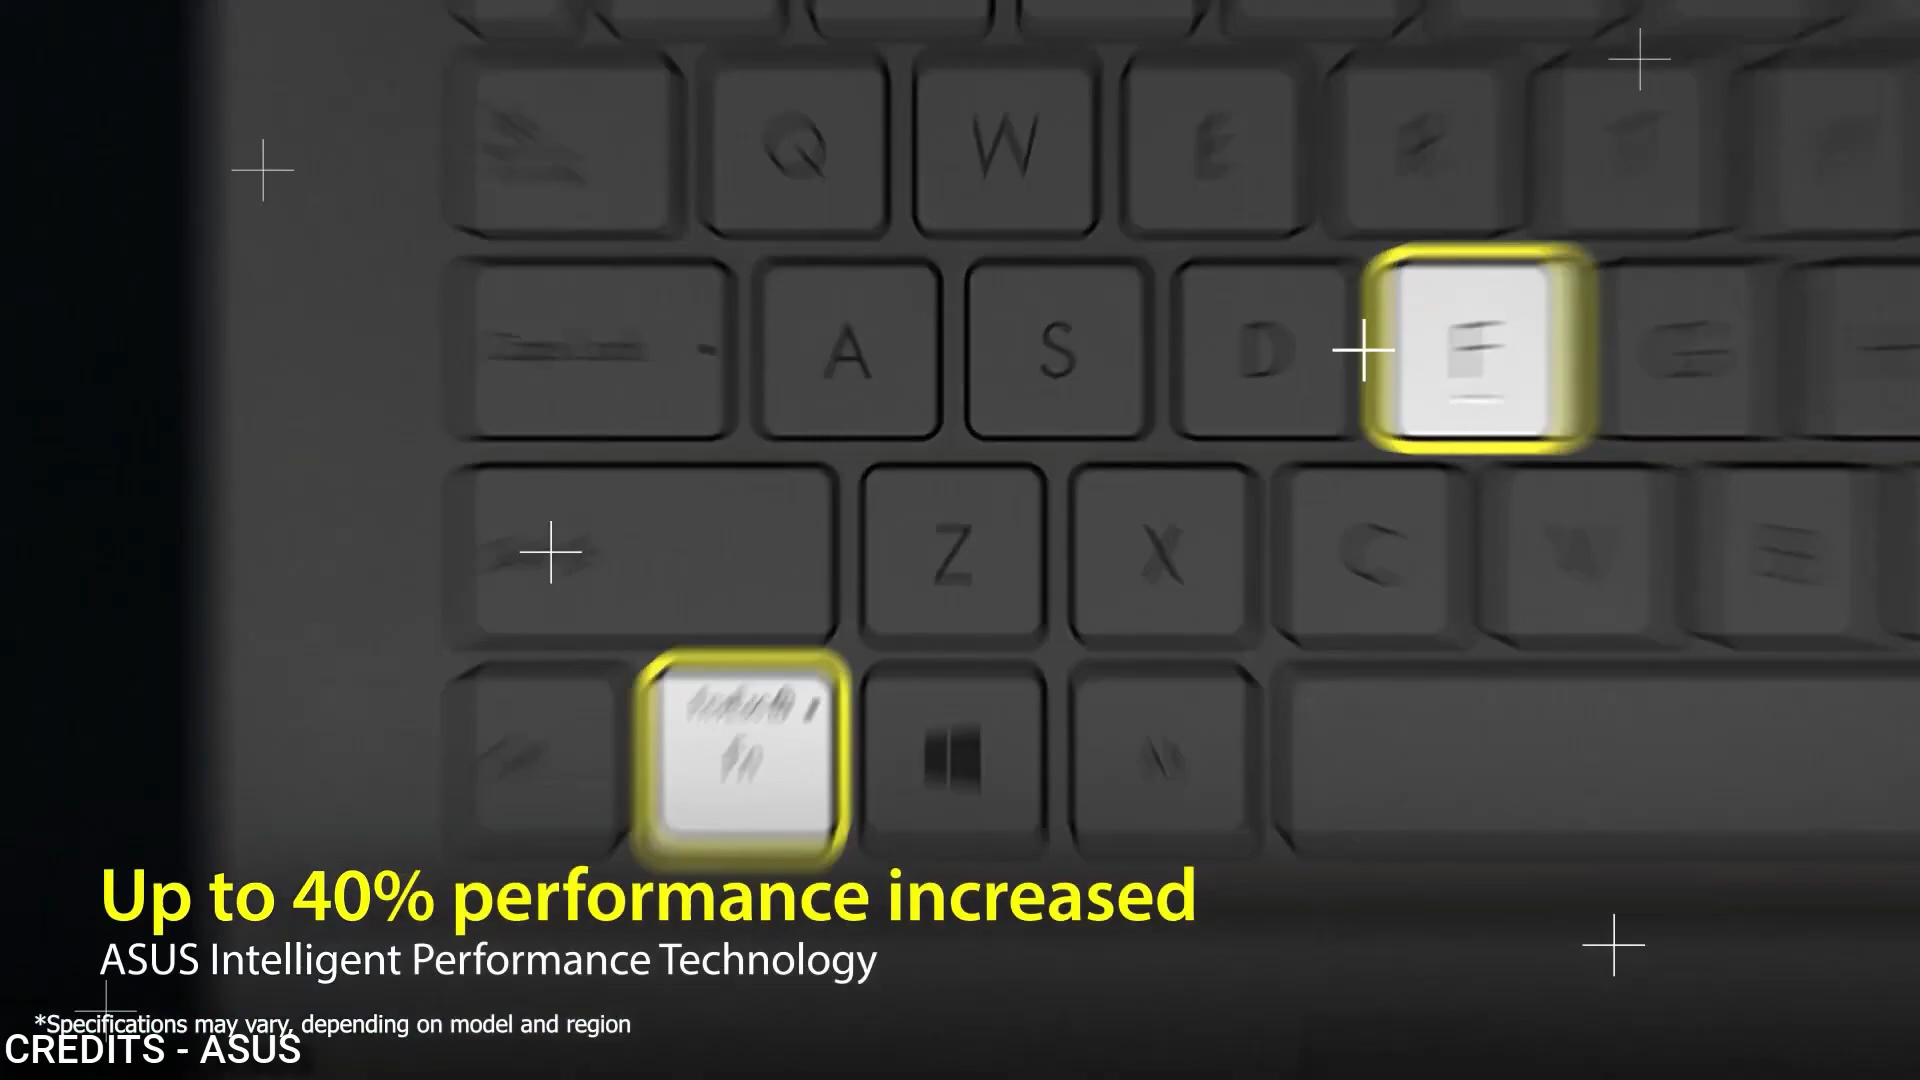 Q W
A S D F
Z X C
Fn
Up to 40% performance increased
ASUS Intelligent Performance Technology
*Specifications may vary, depending on model and region
CREDITS - ASUS